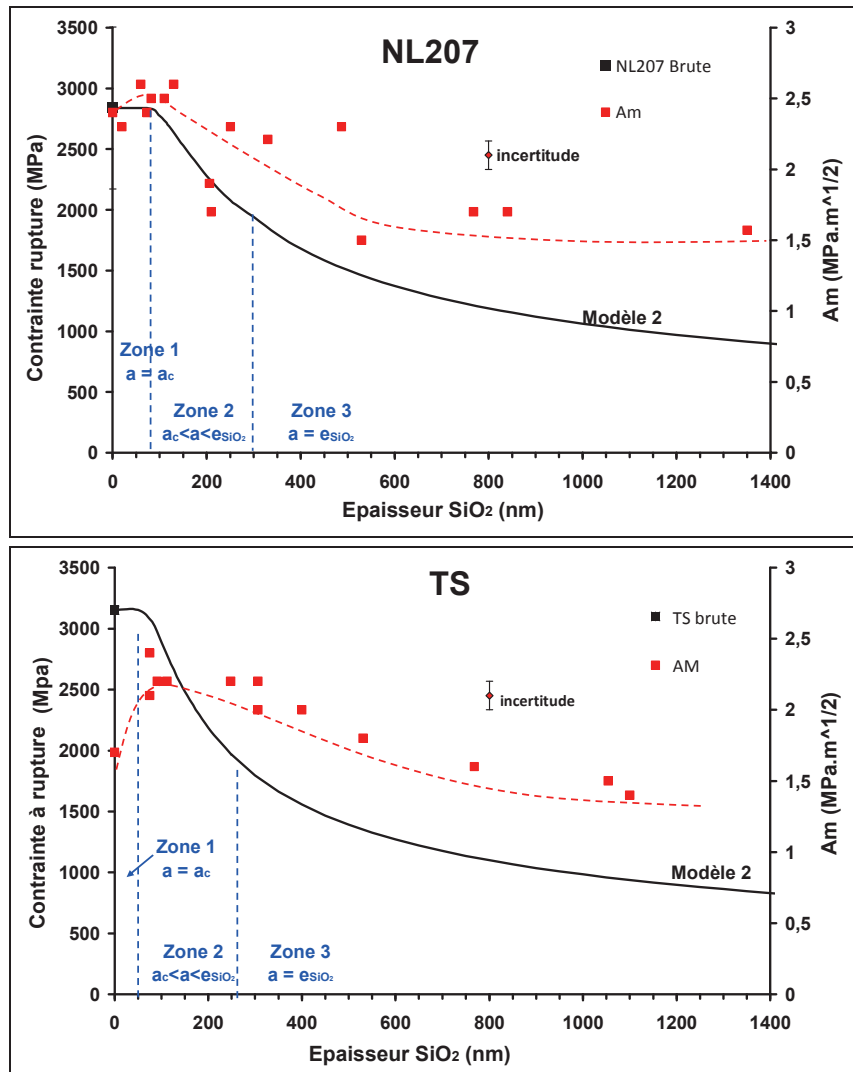 NL207
NL207 Brute
Am
incertitude
Modèle 2
Zone 1
a = ac
Zone 2
ac<a<eSiO2
Zone 3
a = eSiO2
3500
3000
2500
2000
1500
1000
500
0
Contrainte rupture (MPa)
3
2,5
2
1,5
1
0,5
0
Am (MPa.m^1/2)
0 200 400 600 800 1000 1200 1400
Epaisseur SiO2 (nm)
TS
TS brute
AM
incertitude
Modèle 2
Zone 1
a = ac
Zone 2
ac<a<eSiO2
Zone 3
a = eSiO2
3500
3000
2500
2000
1500
1000
500
0
Contrainte à rupture (Mpa)
3
2,5
2
1,5
1
0,5
0
Am (MPa.m^1/2)
0 200 400 600 800 1000 1200 1400
Epaisseur SiO2 (nm)